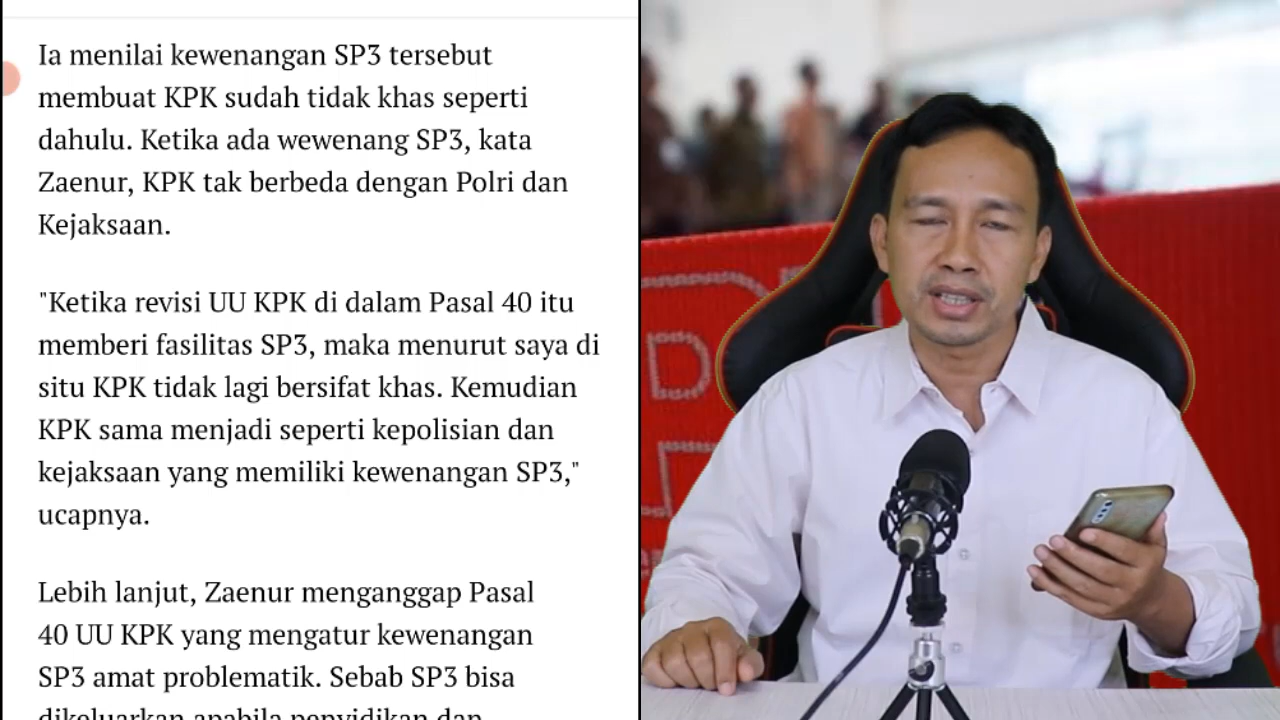 Ia menilai kewenangan SP3 tersebut
membuat KPK sudah tidak khas seperti
dahulu. Ketika ada wewenang SP3, kata
Zaenur, KPK tak berbeda dengan Polri dan
Kejaksaan.
"Ketika revisi UU KPK di dalam Pasal 40 itu
memberi fasilitas SP3, maka menurut saya di
situ KPK tidak lagi bersifat khas. Kemudian
KPK sama menjadi seperti kepolisian dan
kejaksaan yang memiliki kewenangan SP3,"
ucapnya.
Lebih lanjut, Zaenur menganggap Pasal
40 UU KPK yang mengatur kewenangan
SP3 amat problematik. Sebab SP3 bisa
dikeluarkan apabila penyidikan dan